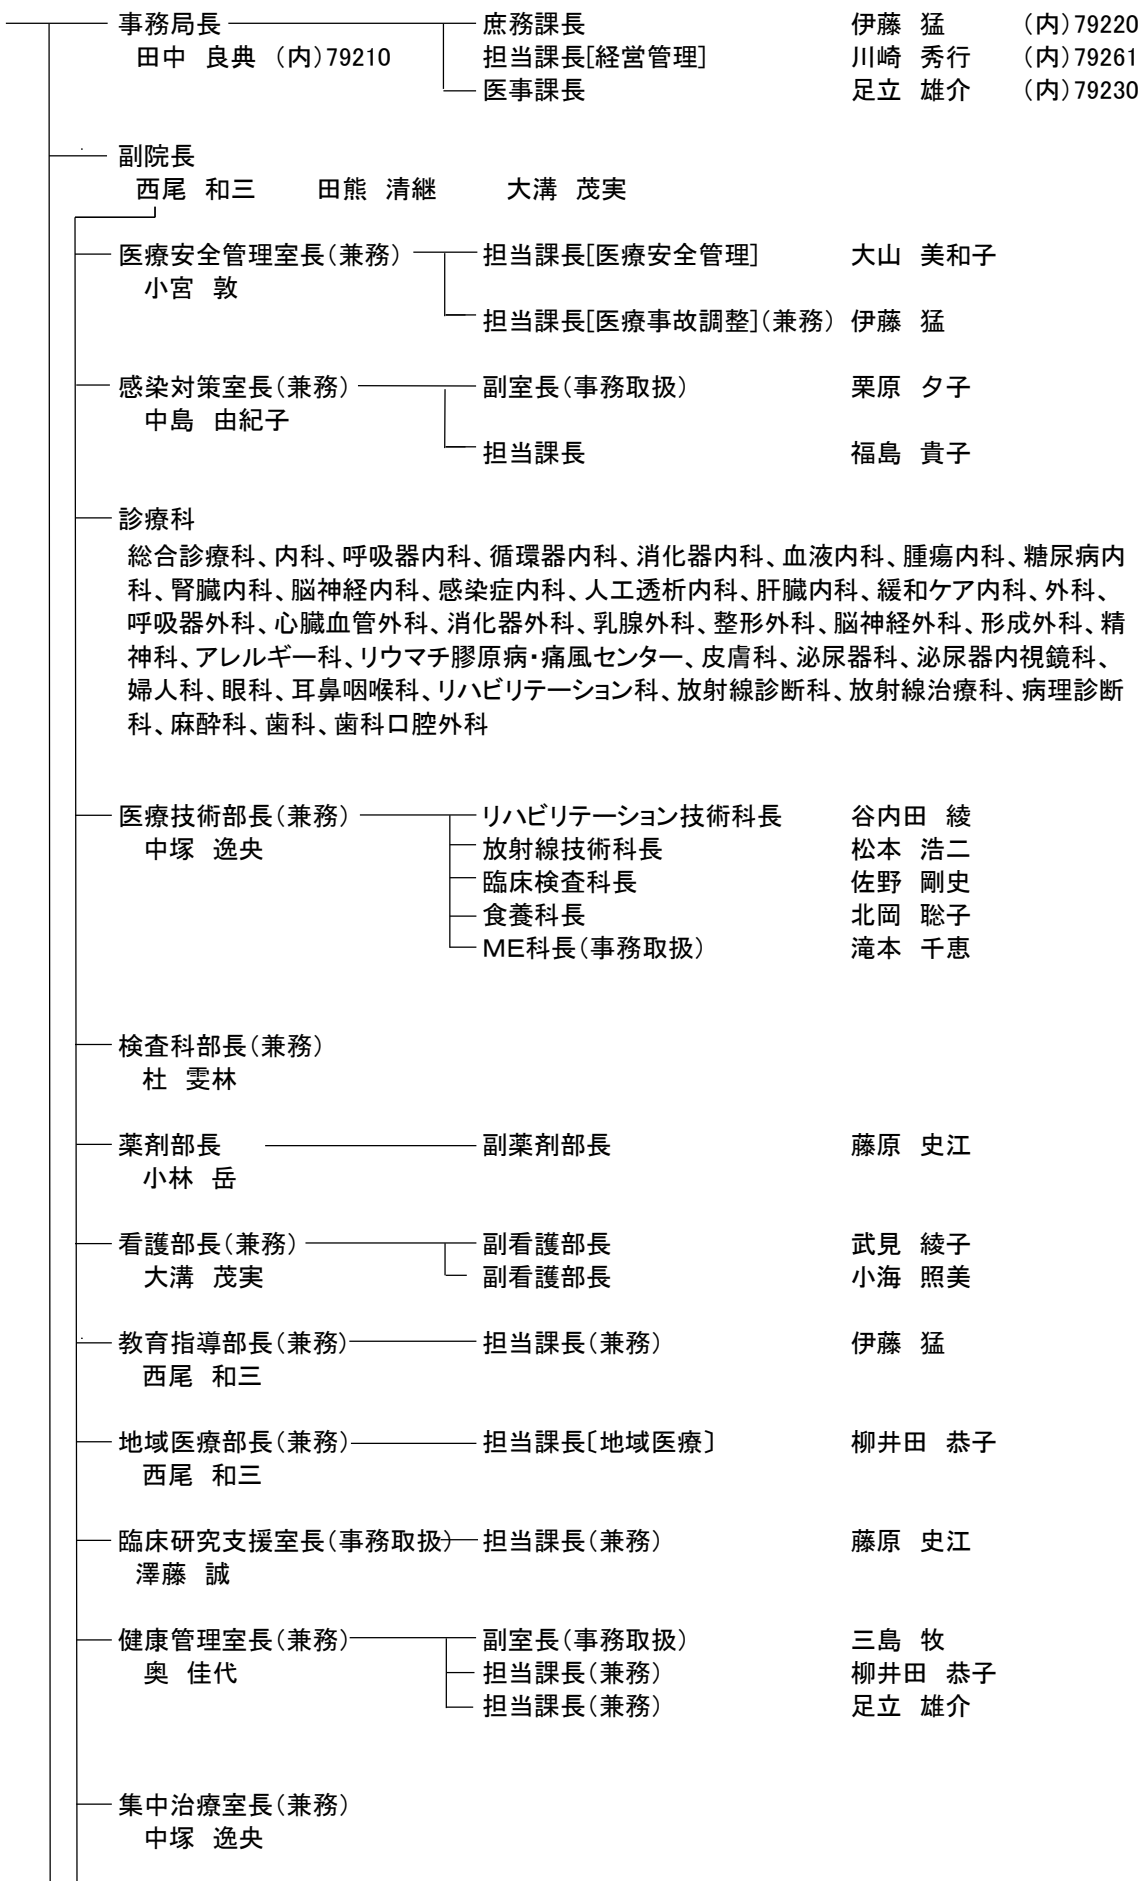 事務局長 庶務課長 伊藤 猛 (内)79220
田中 良典 (内)79210 担当課長[経営管理] 川崎 秀行 (内)79261
医事課長 足立 雄介 (内)79230
副院長
西尾 和三 田熊 清継 大溝 茂実
医療安全管理室長(兼務) 担当課長[医療安全管理] 大山 美和子
小宮 敦
担当課長[医療事故調整](兼務) 伊藤 猛
感染対策室長(兼務) 副室長(事務取扱) 栗原 夕子
中島 由紀子
担当課長 福島 貴子
診療科
総合診療科、内科、呼吸器内科、循環器内科、消化器内科、血液内科、腫瘍内科、糖尿病内
科、腎臓内科、脳神経内科、感染症内科、人工透析内科、肝臓内科、緩和ケア内科、外科、
呼吸器外科、心臓血管外科、消化器外科、乳腺外科、整形外科、脳神経外科、形成外科、精
神科、アレルギー科、リウマチ膠原病・痛風センター、皮膚科、泌尿器科、泌尿器内視鏡科、
婦人科、眼科、耳鼻咽喉科、リハビリテーション科、放射線診断科、放射線治療科、病理診断
科、麻酔科、歯科、歯科口腔外科
医療技術部長(兼務) リハビリテーション技術科長 谷内田 綾
中塚 逸央 放射線技術科長 松本 浩二
臨床検査科長 佐野 剛史
食養科長 北岡 聡子
ME科長(事務取扱) 滝本 千恵
検査科部長(兼務)
杜 雯林
薬剤部長 副薬剤部長 藤原 史江
小林 岳
看護部長(兼務) 副看護部長 武見 綾子
大溝 茂実 副看護部長 小海 照美
教育指導部長(兼務) 担当課長(兼務) 伊藤 猛
西尾 和三
地域医療部長(兼務) 担当課長〔地域医療〕 柳井田 恭子
西尾 和三
臨床研究支援室長(事務取扱) 担当課長(兼務) 藤原 史江
澤藤 誠
健康管理室長(兼務) 副室長(事務取扱) 三島 牧
奥 佳代 担当課長(兼務) 柳井田 恭子
担当課長(兼務) 足立 雄介
集中治療室長(兼務)
中塚 逸央